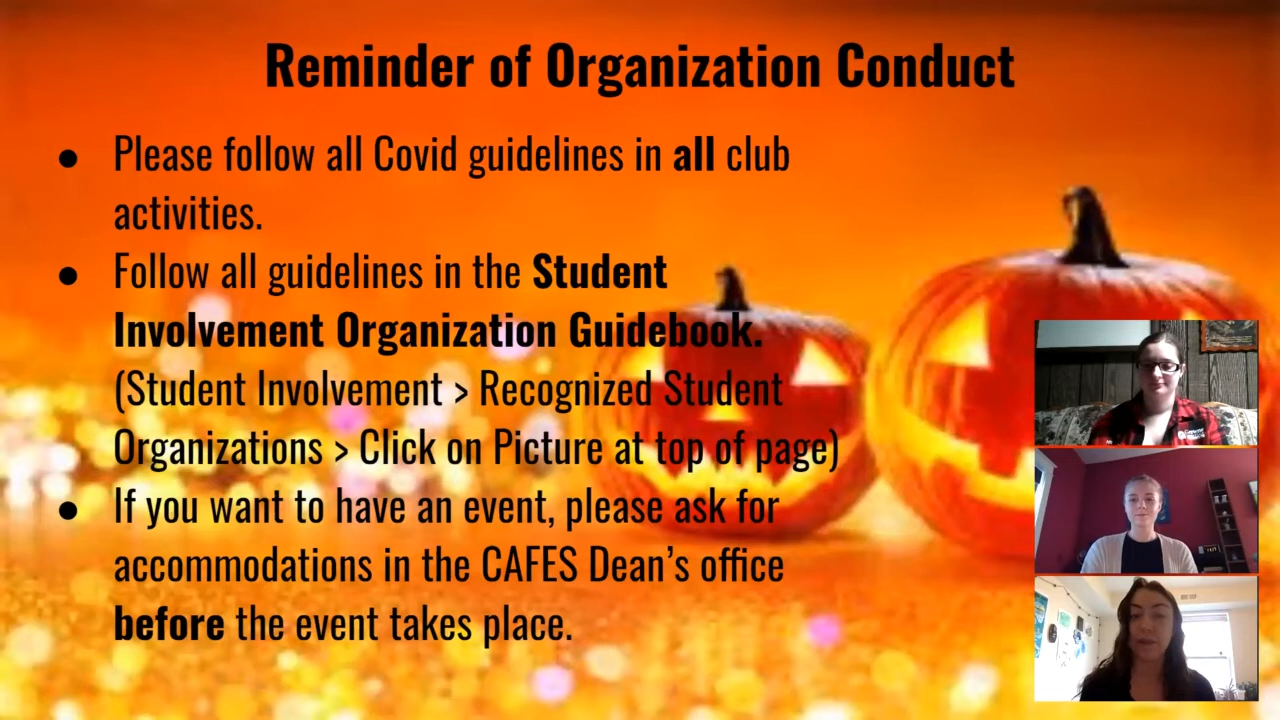 Reminder of Organization Conduct
● Please follow all Covid guidelines in all club
activities.
● Follow all guidelines in the Student
Involvement Organization Guidebook.
(Student Involvement > Recognized Student
Organizations > Click on Picture at top of page)
● If you want to have an event, please ask for
accommodations in the CAFES Dean’s office
before the event takes place.